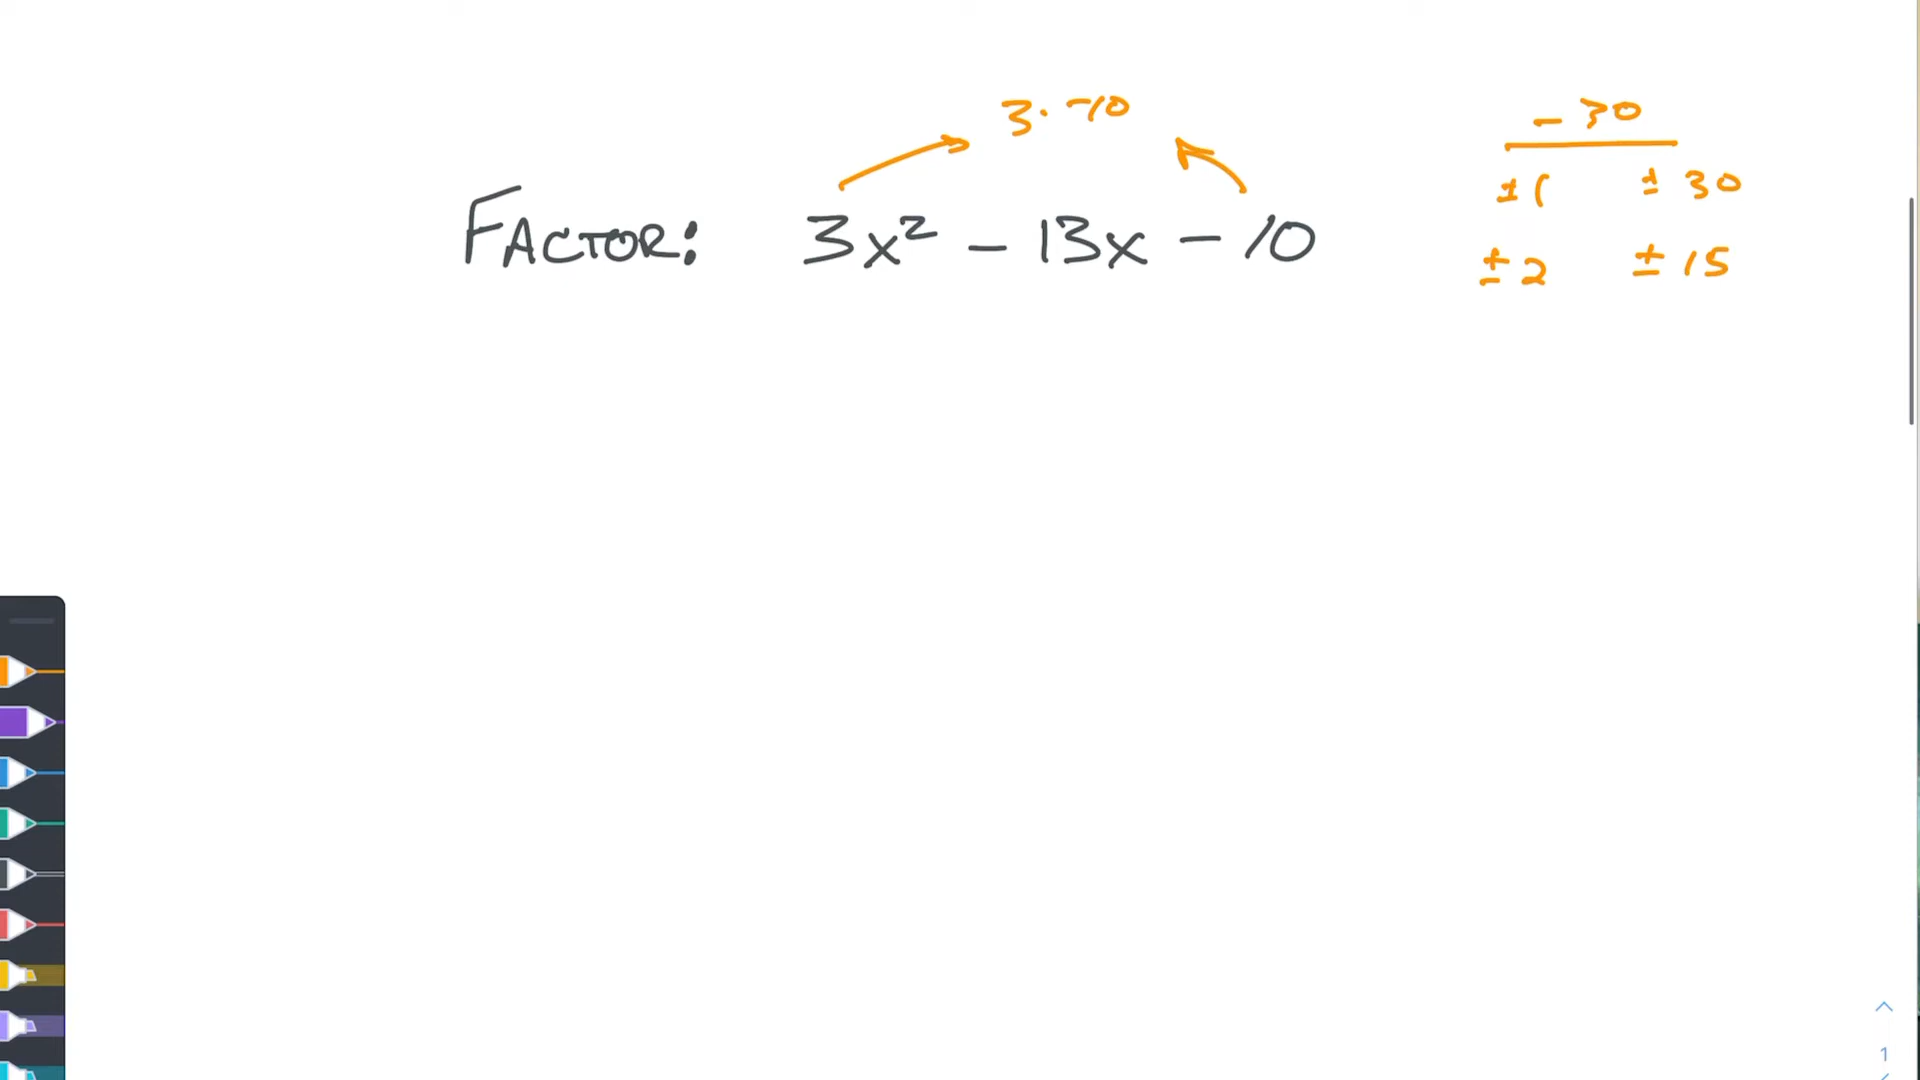 3 · -10
- 30
FACTOR: 3x² - 13x - 10
±1 ±30
±2 ±15
1